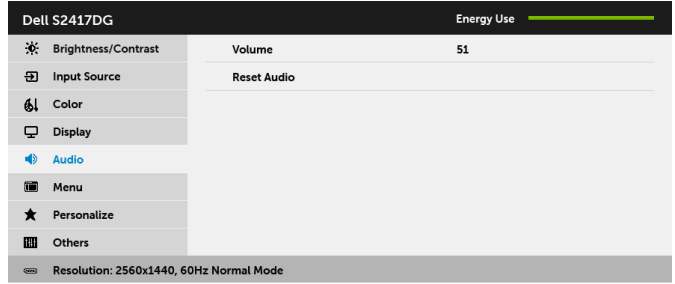 Dell S2417DG Energy Use
Brightness/Contrast Volume 51
Input Source Reset Audio
Color
Display
Audio
Menu
Personalize
Others
Resolution: 2560x1440, 60Hz Normal Mode